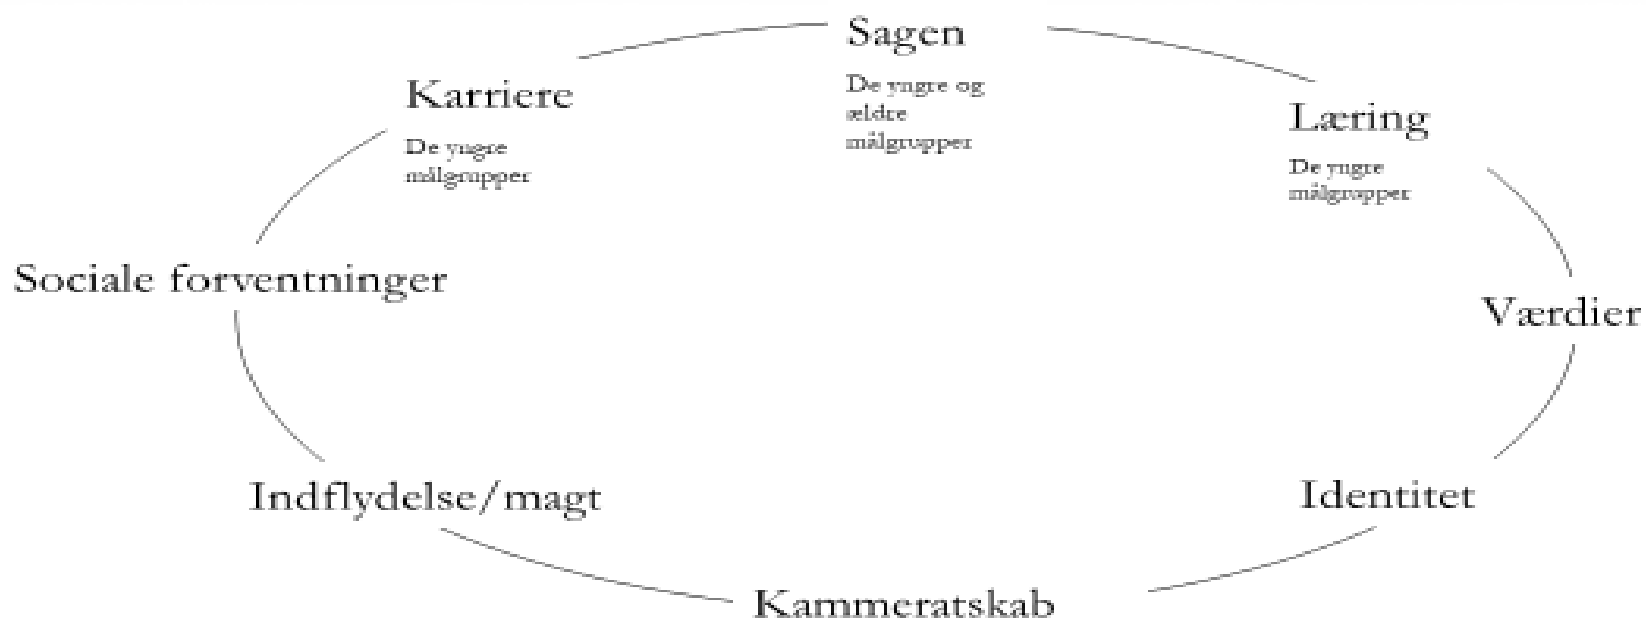 Sagen
De yngre og
ældre
målgrupper
Karriere
De yngre
målgrupper
Læring
De yngre
målgrupper
Sociale forventninger
Værdier
Indflydelse/magt
Identitet
Kammeratskab